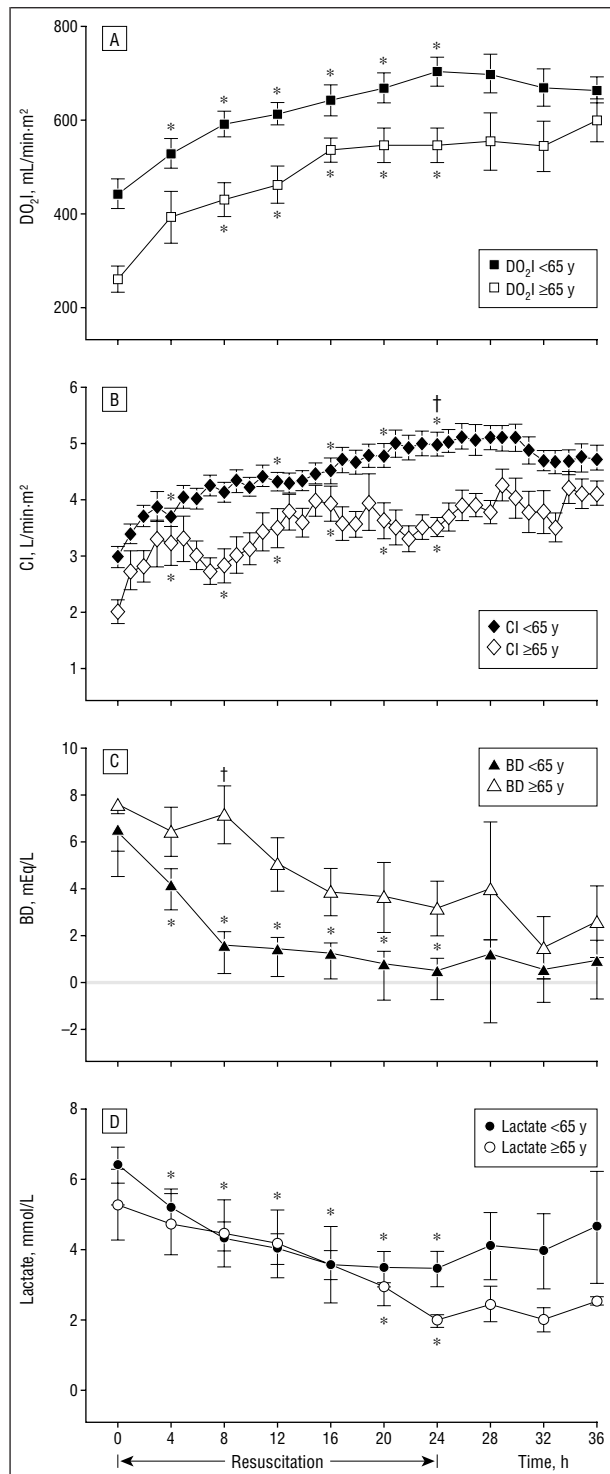 A
800
600
400
200
DO₂I, mL/min·m²
* * * * * *
* * * * *
DO₂I <65 y
DO₂I ≥65 y
B
6
5
4
3
2
1
CI, L/min·m²
†
* * * * *
* * * * *
CI <65 y
CI ≥65 y
C
10
8
6
4
2
0
−2
BD, mEq/L
†
* * * * * *
BD <65 y
BD ≥65 y
D
8
6
4
2
0
Lactate, mmol/L
* * * * * *
* *
Lactate <65 y
Lactate ≥65 y
0 4 8 12 16 20 24 28 32 36
Resuscitation Time, h